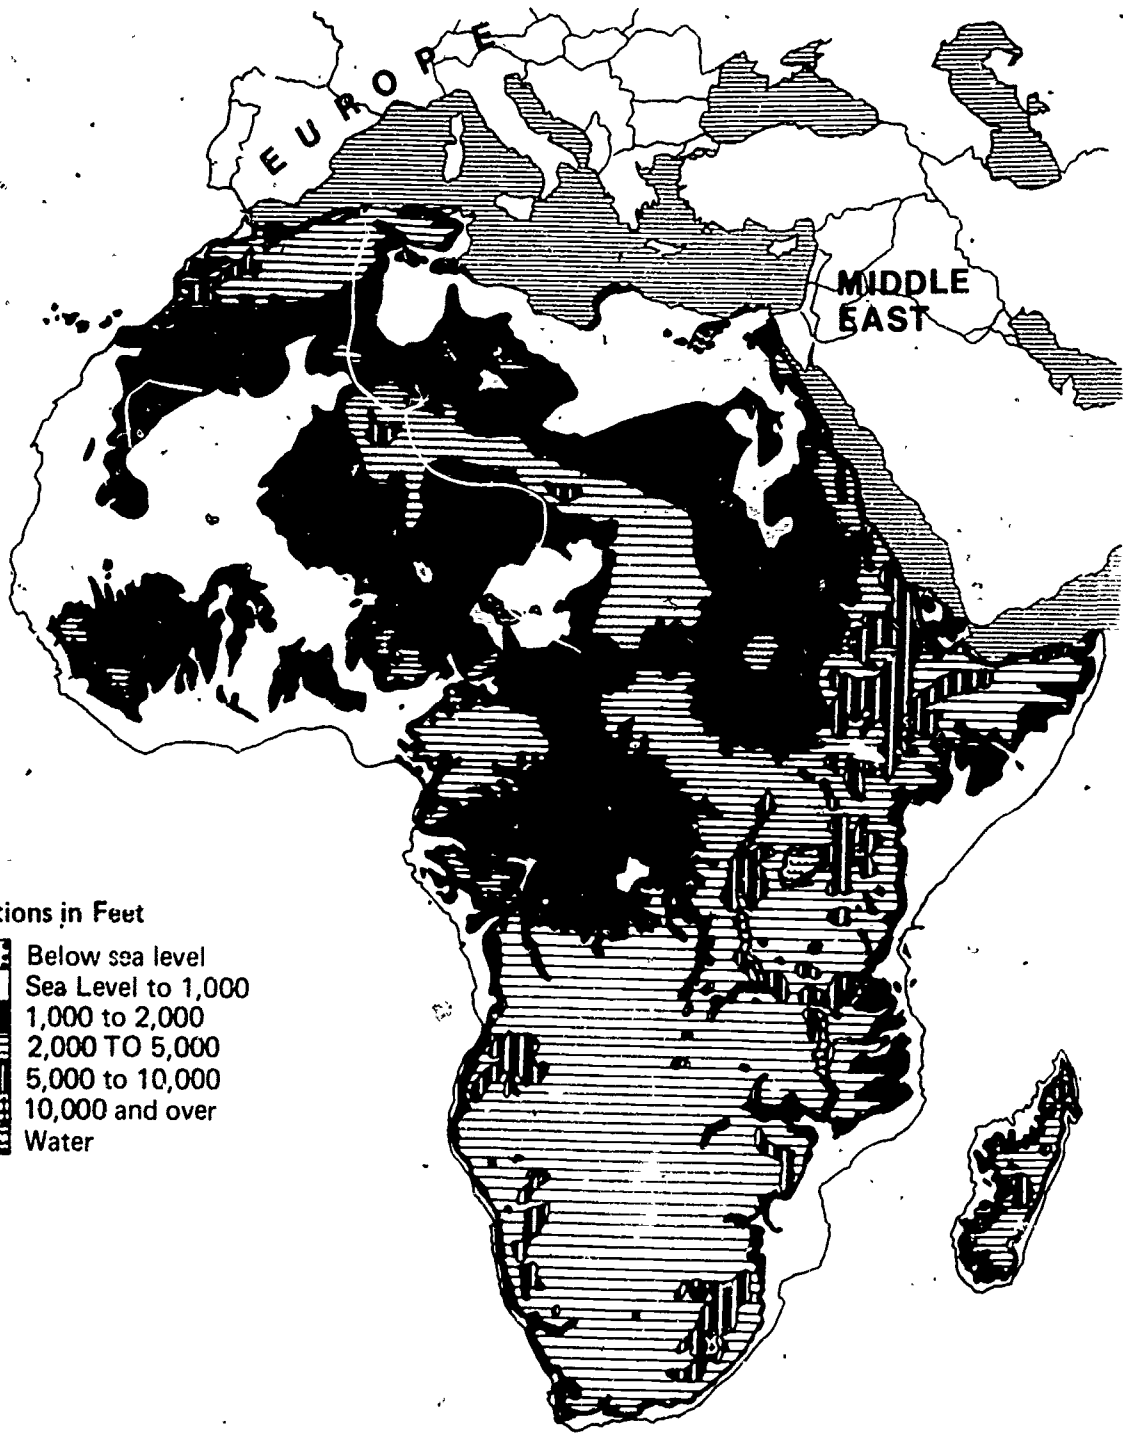 EUROPE
MIDDLE
EAST
tions in Feet
Below sea level
Sea Level to 1,000
1,000 to 2,000
2,000 TO 5,000
5,000 to 10,000
10,000 and over
Water